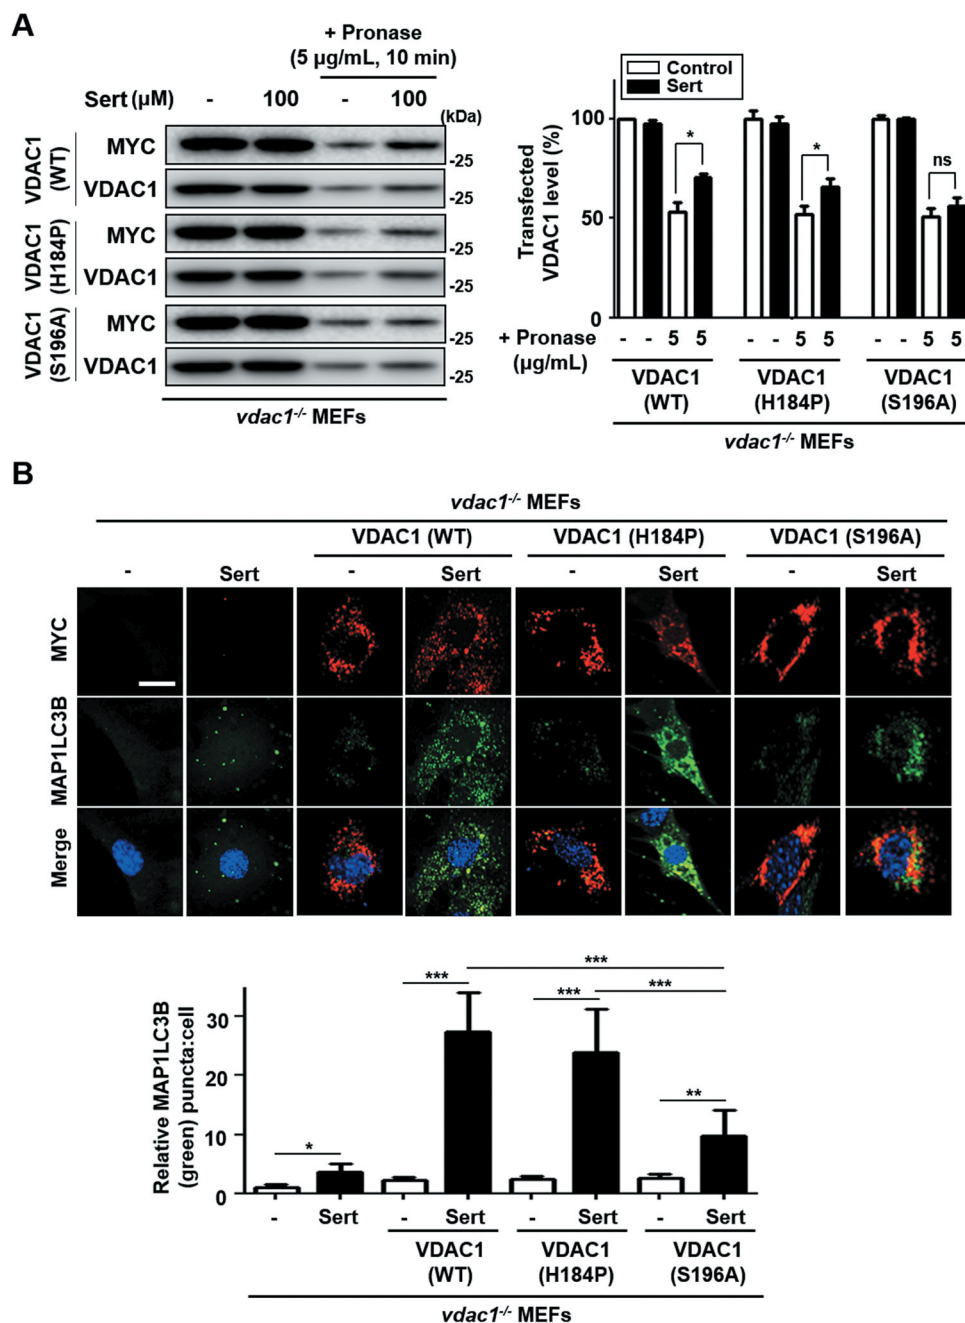 A
+ Pronase
(5 µg/mL, 10 min)
Sert (µM) - 100 - 100
(kDa)
VDAC1
(WT)
MYC
-25
VDAC1
-25
VDAC1
(H184P)
MYC
-25
VDAC1
-25
VDAC1
(S196A)
MYC
-25
VDAC1
-25
vdac1-/- MEFs
Control
Sert
Transfected
VDAC1 level (%)
100
50
0
* * ns
+ Pronase
(µg/mL)
- - 5 5 - - 5 5 - - 5 5
VDAC1
(WT)
VDAC1
(H184P)
VDAC1
(S196A)
vdac1-/- MEFs
B
vdac1-/- MEFs
VDAC1 (WT) VDAC1 (H184P) VDAC1 (S196A)
- Sert - Sert - Sert - Sert
MYC
MAP1LC3B
Merge
Relative MAP1LC3B
(green) puncta:cell
30
20
10
0
***
*** *** ***
**
*
- Sert - Sert - Sert - Sert
VDAC1
(WT)
VDAC1
(H184P)
VDAC1
(S196A)
vdac1-/- MEFs